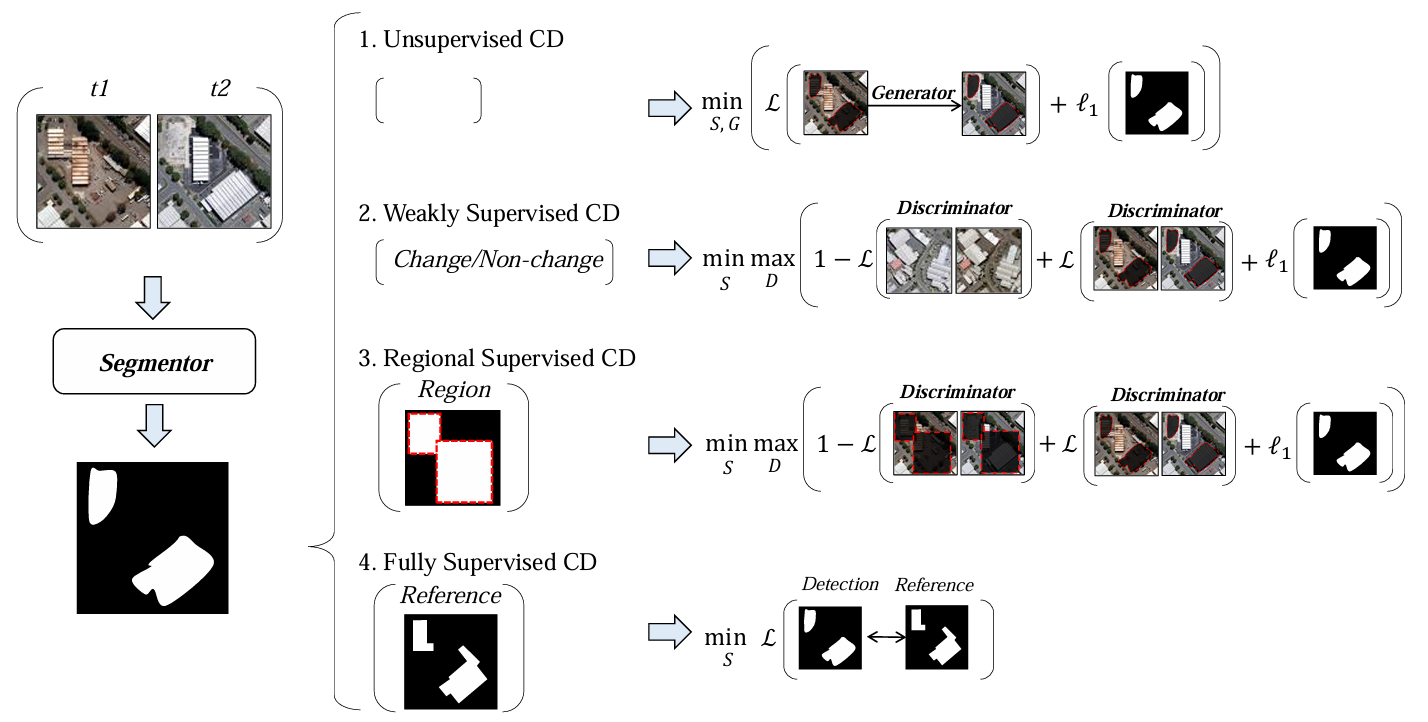 t1 t2
Segmentor
1. Unsupervised CD
min S, G ℒ Generator + ℓ1
2. Weakly Supervised CD
Change/Non-change
Discriminator Discriminator
min S max D 1 − ℒ + ℒ + ℓ1
3. Regional Supervised CD
Region
Discriminator Discriminator
min S max D 1 − ℒ + ℒ + ℓ1
4. Fully Supervised CD
Reference
Detection Reference
min S ℒ